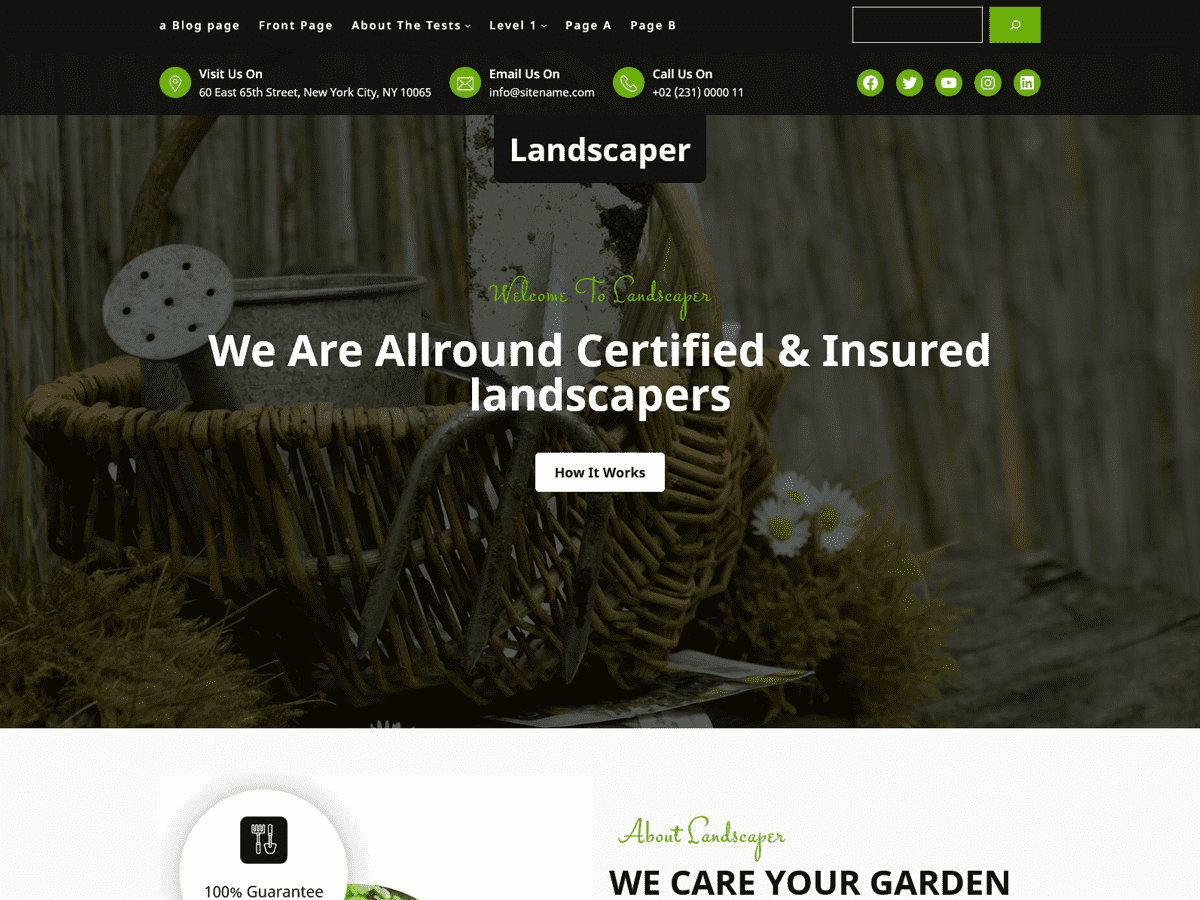 a Blog page Front Page About The Tests Level 1 Page A Page B
Visit Us On
60 East 65th Street, New York City, NY 10065
Email Us On
info@sitename.com
Call Us On
+02 (231) 0000 11
Landscaper
Welcome To Landscaper
We Are Allround Certified & Insured
landscapers
How It Works
100% Guarantee
About Landscaper
WE CARE YOUR GARDEN